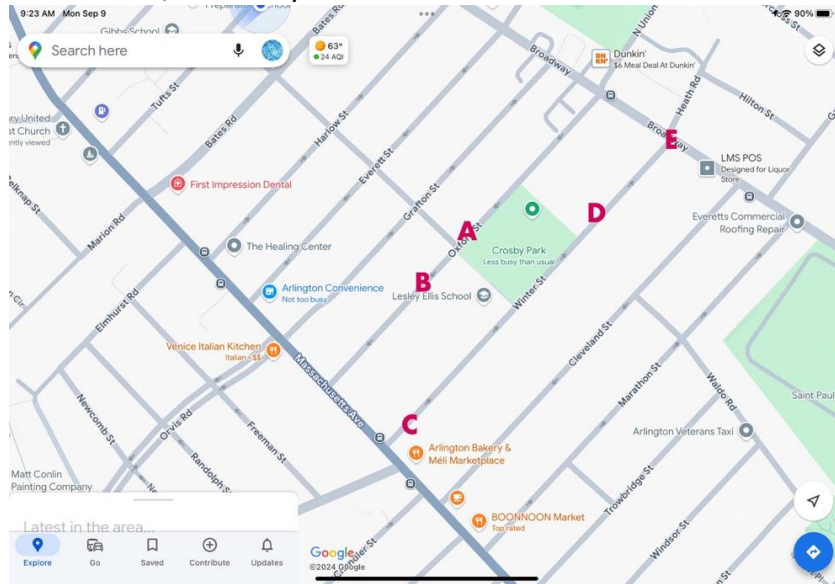 9:23 AM Mon Sep 9
90%
Gibbs School
Search here
63°
24 AQI
Bates Rd
Broadway
N Union
Dunkin'
$6 Meal Deal At Dunkin'
Heath Rd
Hilton St
Tufts St
Bates Rd
Harlow St
Everett St
Grafton St
Broadway
E
LMS POS
Designed for Liquor
Store
First Impression Dental
Marion Rd
The Healing Center
A
Oxford St
D
Crosby Park
Less busy than usual
Everetts Commercial
Roofing Repair
Arlington Convenience
Not too busy
B
Lesley Ellis School
Winter St
Elmhurst Rd
Venice Italian Kitchen
Italian • $$
Massachusetts Ave
Cleveland St
Marathon St
Waldo Rd
Saint Paul
Newcomb St
Orvis Rd
Freeman St
C
Arlington Bakery &
Méli Marketplace
Arlington Veterans Taxi
Matt Conlin
Painting Company
Randolph St
Trowbridge St
BOONNOON Market
Top rated
Windsor St
Latest in the area...
Explore
Go
Saved
Contribute
Updates
Google
©2024 Google